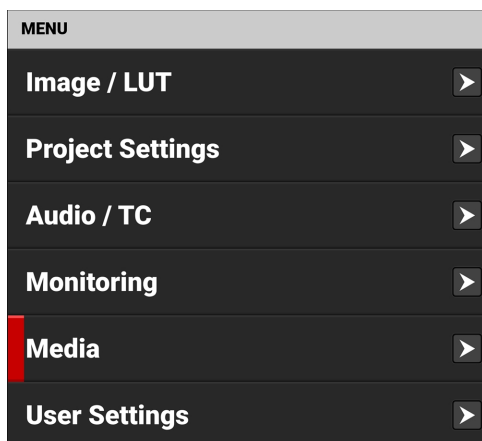 MENU
Image / LUT
Project Settings
Audio / TC
Monitoring
Media
User Settings